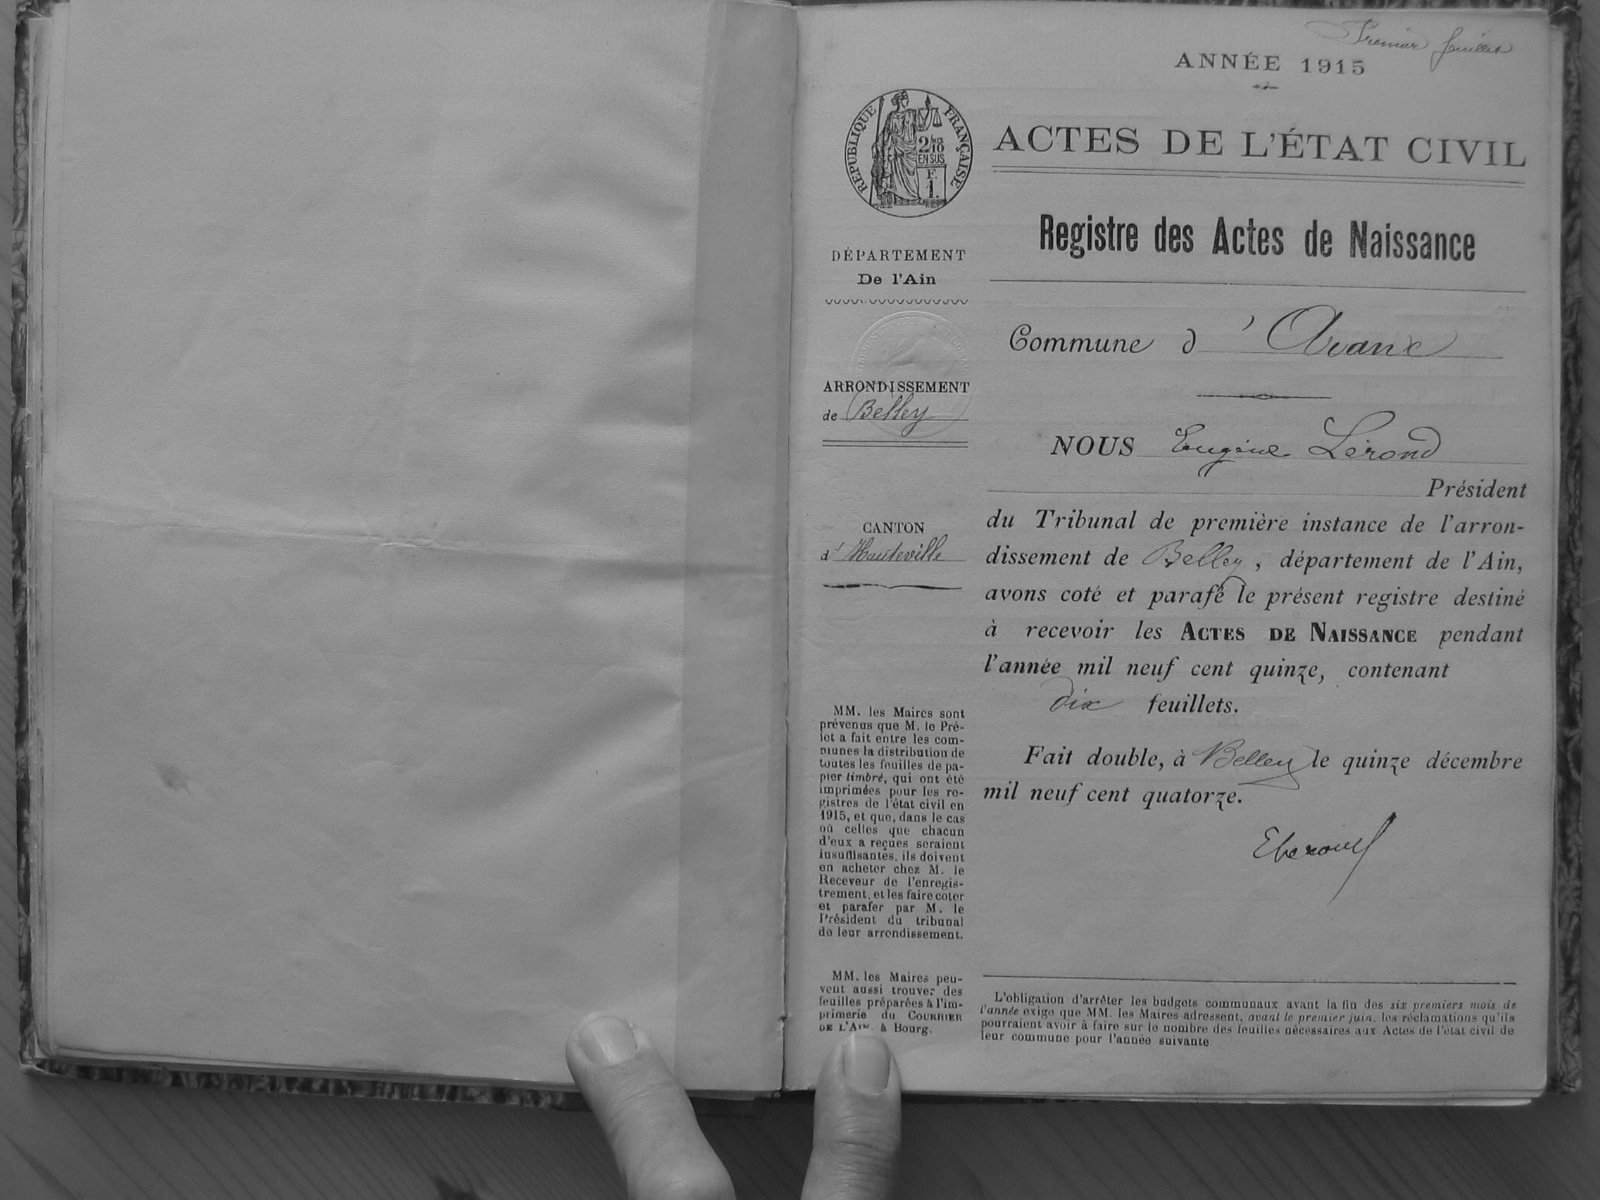 Premier feuillet
ANNÉE 1915
RÉPUBLIQUE FRANÇAISE
2/10
EN SUS
F.
1.
ACTES DE L'ÉTAT CIVIL
Registre des Actes de Naissance
DÉPARTEMENT
De l'Ain
ARRONDISSEMENT
de Belley
CANTON
d'Hauteville
MM. les Maires sont
prévenus que M. le Pré-
fet a fait entre les com-
munes la distribution de
toutes les feuilles de pa-
pier timbré, qui ont été
imprimées pour les re-
gistres de l'état civil en
1915, et que, dans le cas
où celles que chacun
d'eux a reçues seraient
insuffisantes, ils doivent
en acheter chez M. le
Receveur de l'enregis-
trement, et les faire coter
et parafer par M. le
Président du tribunal
de leur arrondissement.
MM. les Maires peu-
vent aussi trouver des
feuilles préparées à l'im-
primerie du COURRIER
DE L'AIN, à Bourg.
Commune d'Aranc
NOUS Eugène Lerond
Président
du Tribunal de première instance de l'arron-
dissement de Belley, département de l'Ain,
avons coté et parafé le présent registre destiné
à recevoir les ACTES DE NAISSANCE pendant
l'année mil neuf cent quinze, contenant
dix feuillets.
Fait double, à Belley le quinze décembre
mil neuf cent quatorze.
L'obligation d'arrêter les budgets communaux avant la fin des six premiers mois de
l'année exige que MM. les Maires adressent, avant le premier juin, les réclamations qu'ils
pourraient avoir à faire sur le nombre des feuilles nécessaires aux Actes de l'état civil de
leur commune pour l'année suivante